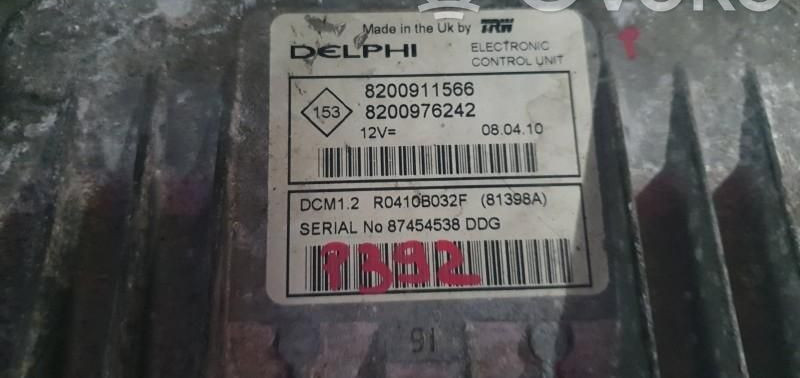 Made in the Uk by TRW
DELPHI
ELECTRONIC
CONTROL UNIT
153
8200911566
8200976242
12V=
08.04.10
DCM1.2 R0410B032F (81398A)
SERIAL No 87454538 DDG
P392
91